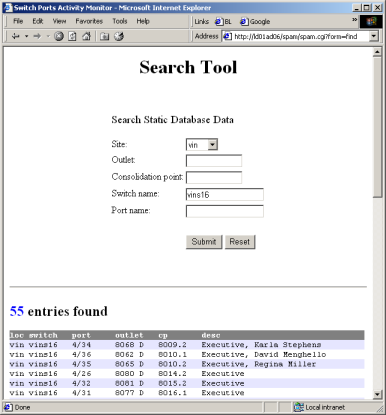 Switch Ports Activity Monitor - Microsoft Internet Explorer
File Edit View Favorites Tools Help Links BL Google »
Address http://ld01ad06/spam/spam.cgi?form=find
Search Tool
Search Static Database Data
Site: vin
Outlet:
Consolidation point:
Switch name: vins16
Port name:
Submit Reset
55 entries found
loc switch port outlet cp desc
vin vins16 4/34 8068 D 8009.2 Executive, Karla Stephens
vin vins16 4/36 8062 D 8010.1 Executive, David Menghello
vin vins16 4/35 8065 D 8010.2 Executive, Regina Miller
vin vins16 4/26 8080 D 8014.2 Executive
vin vins16 4/32 8081 D 8015.2 Executive
vin vins16 4/31 8077 D 8016.1 Executive
Done Local intranet